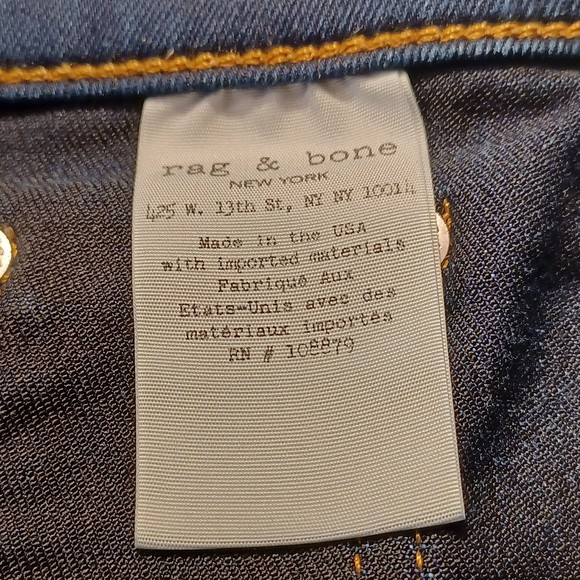 rag & bone
NEW YORK
425 W. 13th St, NY NY 10014
Made in the USA
with imported materials
Fabriqué Aux
Etats-Unis avec des
matériaux importés
RN # 108879